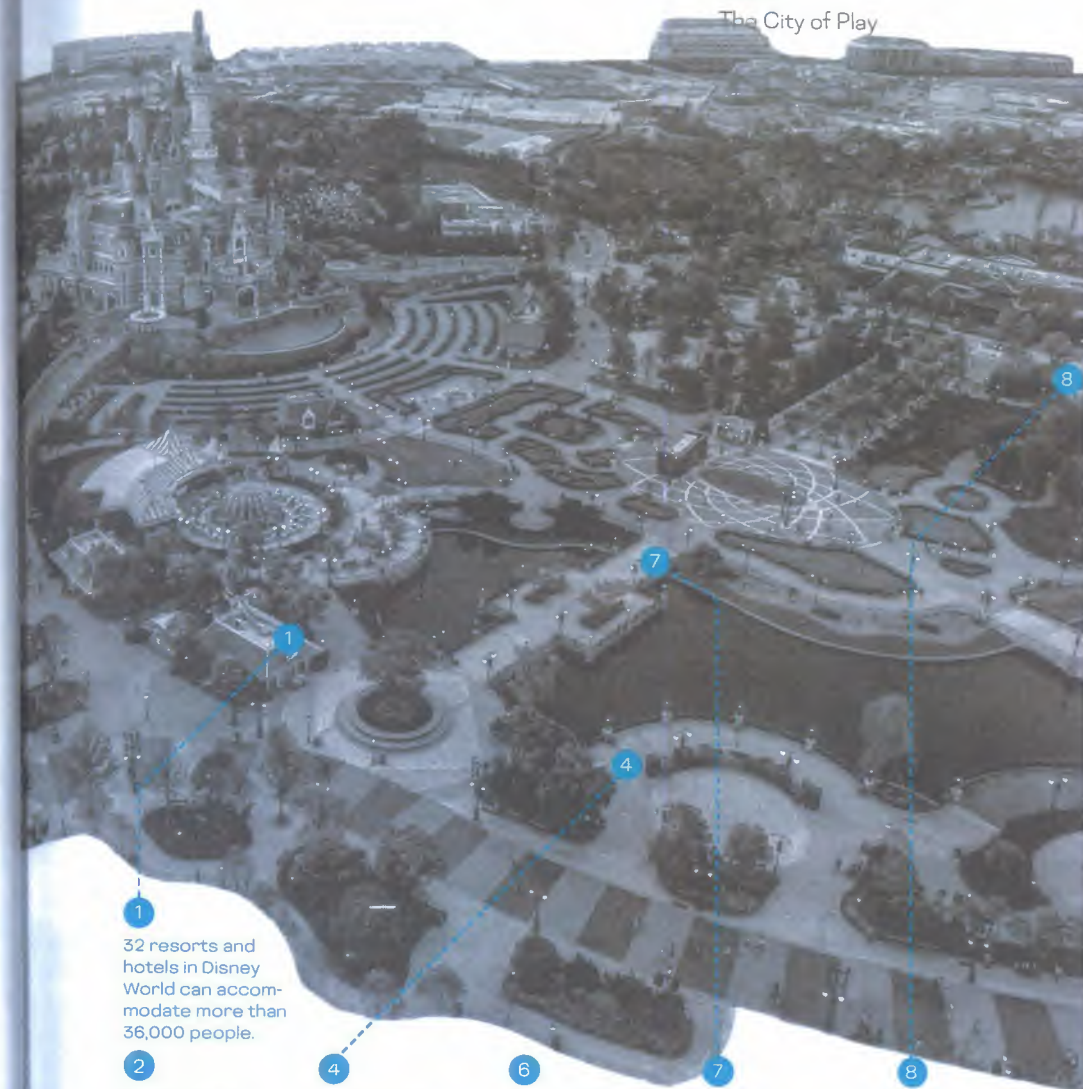 The City of Play
8
7
1
4
1
32 resorts and
hotels in Disney
World can accom-
modate more than
36,000 people.
2
4
6
7
8